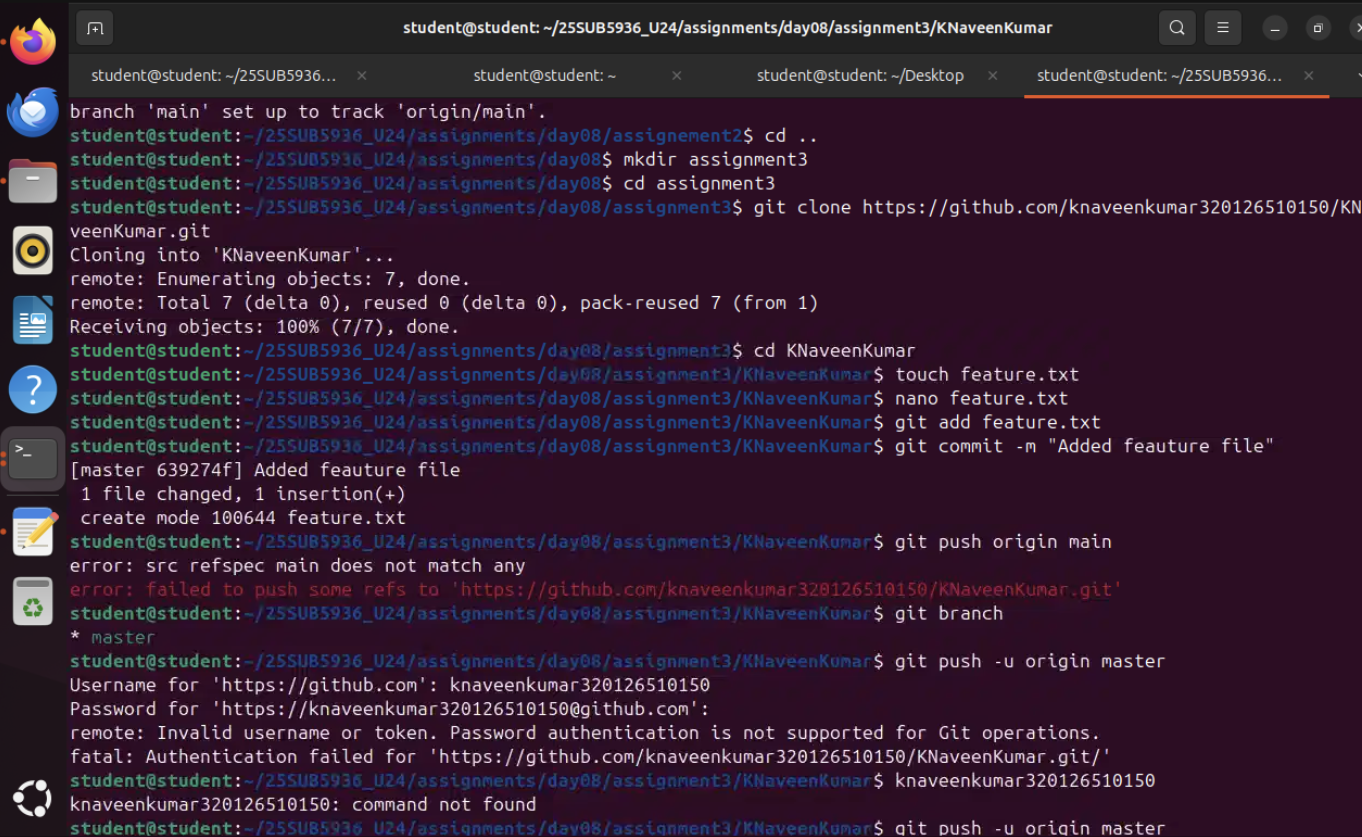 student@student: ~/25SUB5936_U24/assignments/day08/assignment3/KNaveenKumar
student@student: ~/25SUB5936... × student@student: ~ × student@student: ~/Desktop × student@student: ~/25SUB5936... ×
branch 'main' set up to track 'origin/main'.
student@student:~/25SUB5936_U24/assignments/day08/assignement2$ cd ..
student@student:~/25SUB5936_U24/assignments/day08$ mkdir assignment3
student@student:~/25SUB5936_U24/assignments/day08$ cd assignment3
student@student:~/25SUB5936_U24/assignments/day08/assignment3$ git clone https://github.com/knaveenkumar320126510150/KN
veenKumar.git
Cloning into 'KNaveenKumar'...
remote: Enumerating objects: 7, done.
remote: Total 7 (delta 0), reused 0 (delta 0), pack-reused 7 (from 1)
Receiving objects: 100% (7/7), done.
student@student:~/25SUB5936_U24/assignments/day08/assignment3$ cd KNaveenKumar
student@student:~/25SUB5936_U24/assignments/day08/assignment3/KNaveenKumar$ touch feature.txt
student@student:~/25SUB5936_U24/assignments/day08/assignment3/KNaveenKumar$ nano feature.txt
student@student:~/25SUB5936_U24/assignments/day08/assignment3/KNaveenKumar$ git add feature.txt
student@student:~/25SUB5936_U24/assignments/day08/assignment3/KNaveenKumar$ git commit -m "Added feauture file"
[master 639274f] Added feauture file
 1 file changed, 1 insertion(+)
 create mode 100644 feature.txt
student@student:~/25SUB5936_U24/assignments/day08/assignment3/KNaveenKumar$ git push origin main
error: src refspec main does not match any
error: failed to push some refs to 'https://github.com/knaveenkumar320126510150/KNaveenKumar.git'
student@student:~/25SUB5936_U24/assignments/day08/assignment3/KNaveenKumar$ git branch
* master
student@student:~/25SUB5936_U24/assignments/day08/assignment3/KNaveenKumar$ git push -u origin master
Username for 'https://github.com': knaveenkumar320126510150
Password for 'https://knaveenkumar320126510150@github.com':
remote: Invalid username or token. Password authentication is not supported for Git operations.
fatal: Authentication failed for 'https://github.com/knaveenkumar320126510150/KNaveenKumar.git/'
student@student:~/25SUB5936_U24/assignments/day08/assignment3/KNaveenKumar$ knaveenkumar320126510150
knaveenkumar320126510150: command not found
student@student:~/25SUB5936_U24/assignments/day08/assignment3/KNaveenKumar$ git push -u origin master